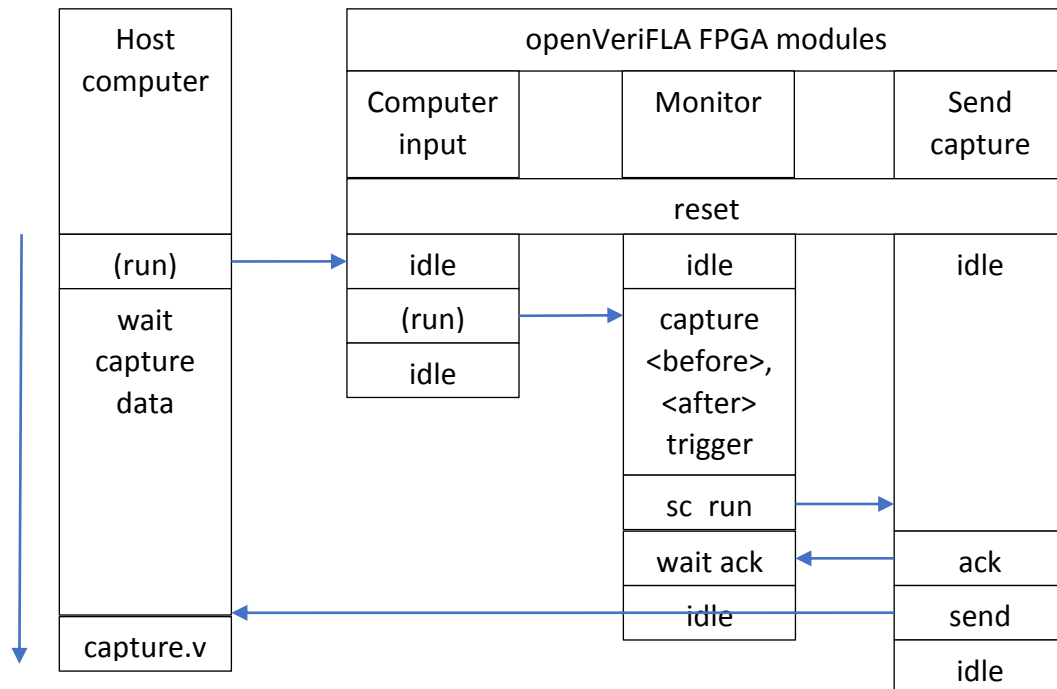 Host
computer
openVeriFLA FPGA modules
Computer
input
Monitor
Send
capture
reset
(run)
idle
idle
idle
wait
capture
data
(run)
capture
<before>,
<after>
trigger
idle
sc run
wait ack
ack
idle
send
capture.v
idle